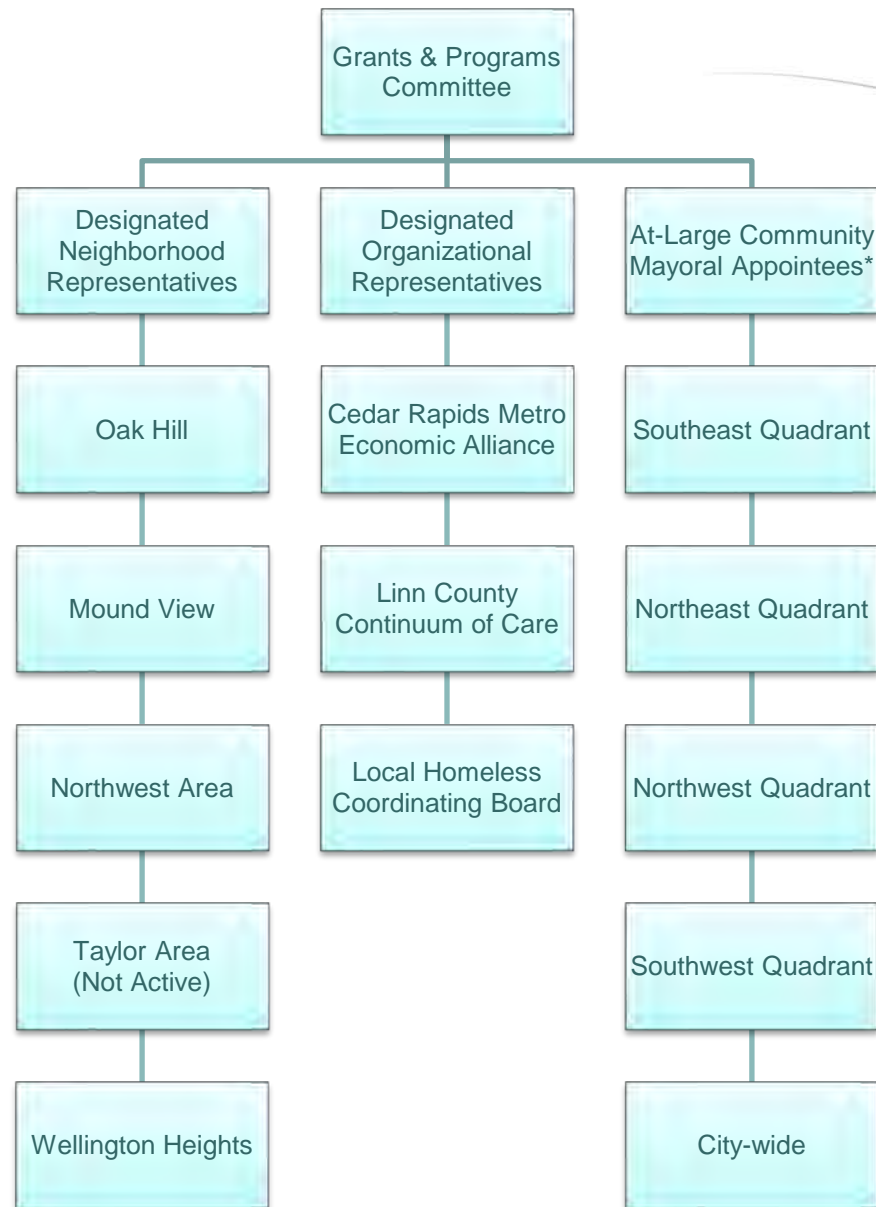 Grants & Programs
Committee
Designated
Neighborhood
Representatives
Oak Hill
Mound View
Northwest Area
Taylor Area
(Not Active)
Wellington Heights
Designated
Organizational
Representatives
Cedar Rapids Metro
Economic Alliance
Linn County
Continuum of Care
Local Homeless
Coordinating Board
At-Large Community
Mayoral Appointees*
Southeast Quadrant
Northeast Quadrant
Northwest Quadrant
Southwest Quadrant
City-wide